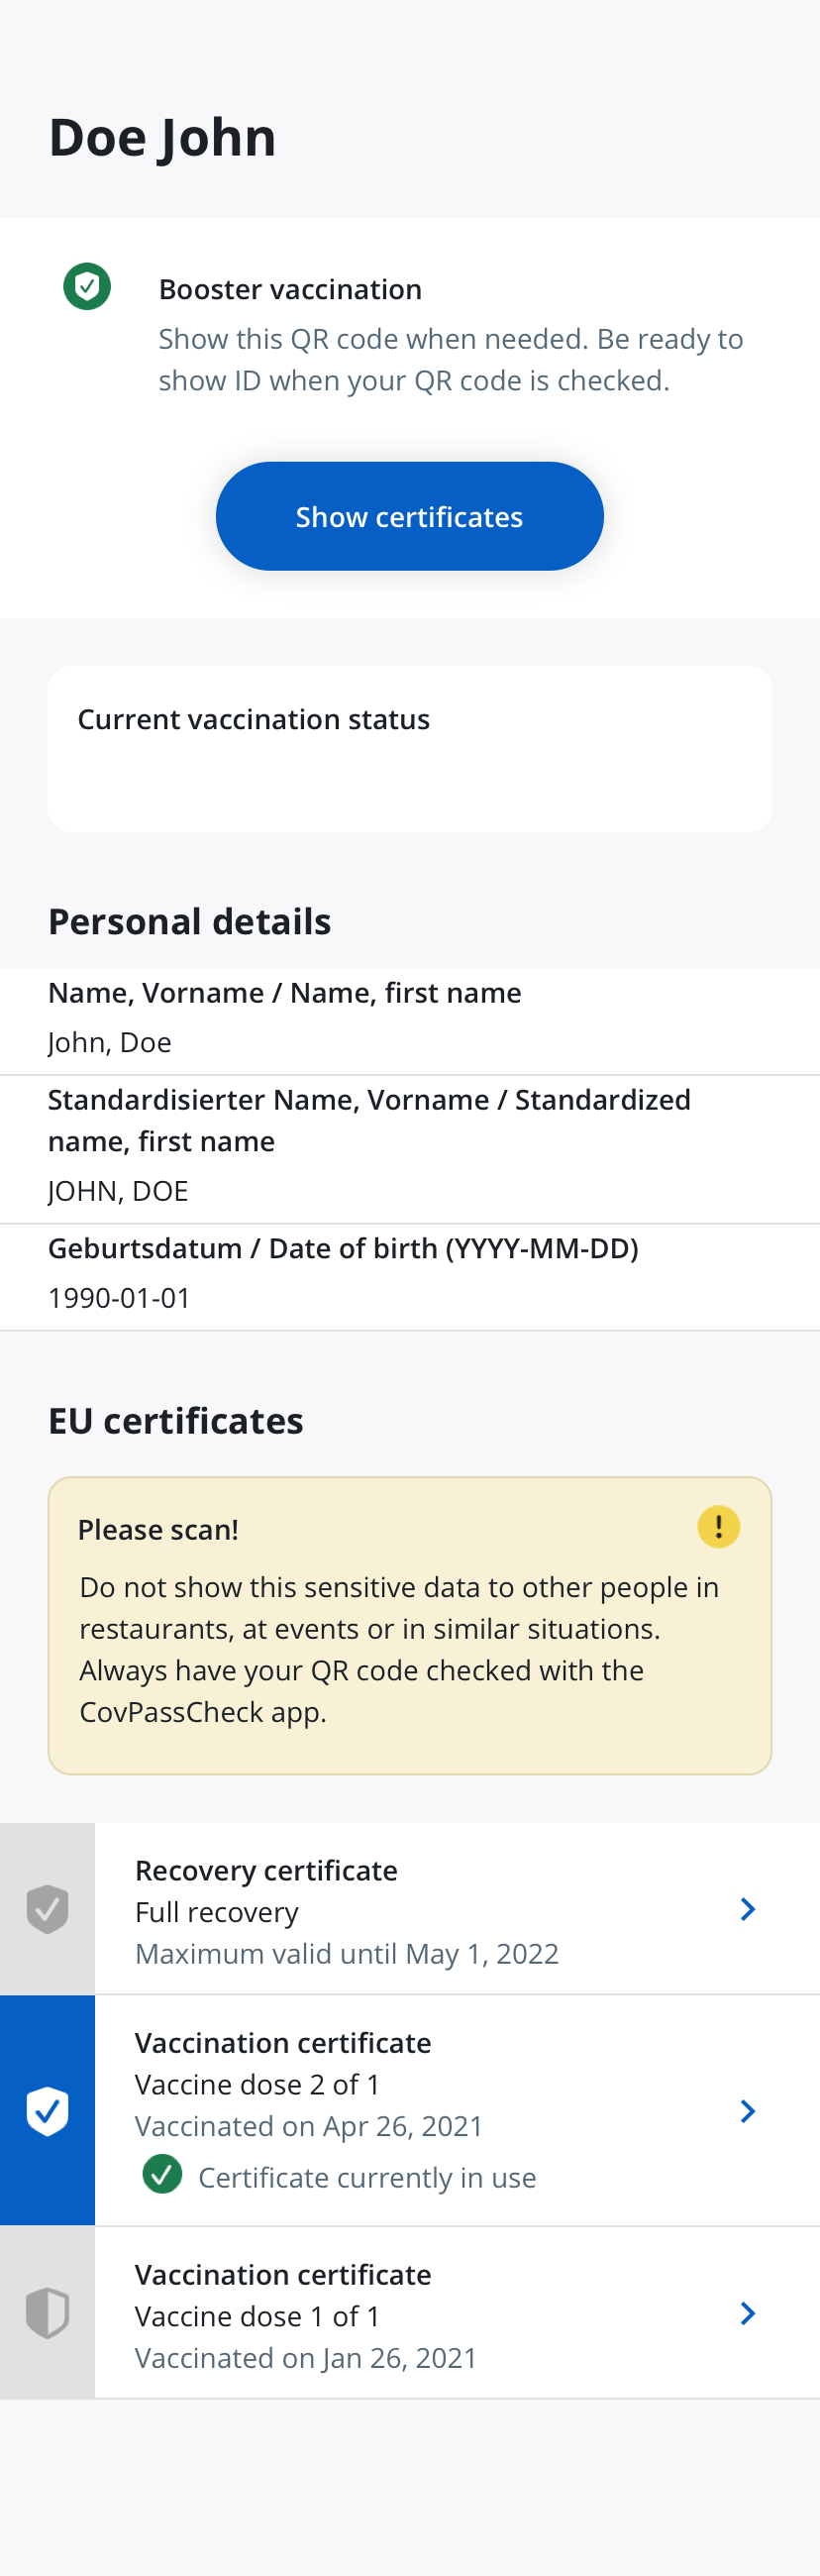 Doe John
Booster vaccination
Show this QR code when needed. Be ready to
show ID when your QR code is checked.
Show certificates
Current vaccination status
Personal details
Name, Vorname / Name, first name
John, Doe
Standardisierter Name, Vorname / Standardized
name, first name
JOHN, DOE
Geburtsdatum / Date of birth (YYYY-MM-DD)
1990-01-01
EU certificates
Please scan!
Do not show this sensitive data to other people in
restaurants, at events or in similar situations.
Always have your QR code checked with the
CovPassCheck app.
Recovery certificate
Full recovery
Maximum valid until May 1, 2022
Vaccination certificate
Vaccine dose 2 of 1
Vaccinated on Apr 26, 2021
Certificate currently in use
Vaccination certificate
Vaccine dose 1 of 1
Vaccinated on Jan 26, 2021